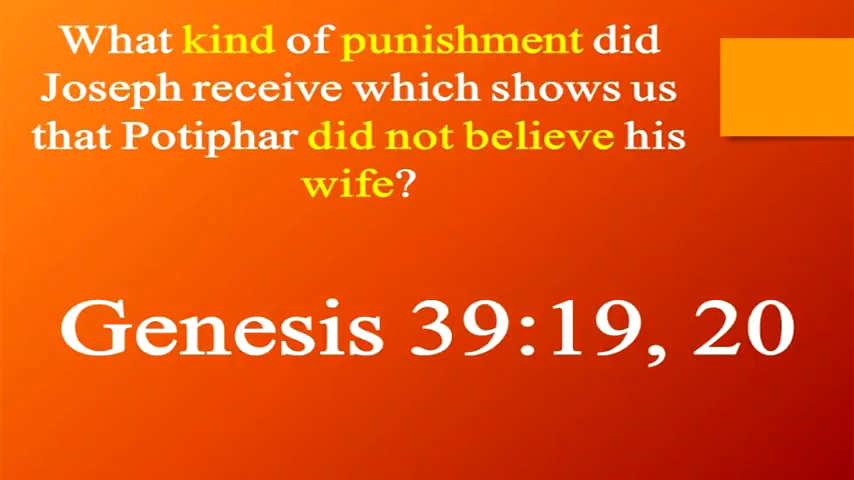 What kind of punishment did
Joseph receive which shows us
that Potiphar did not believe his
wife?
Genesis 39:19, 20